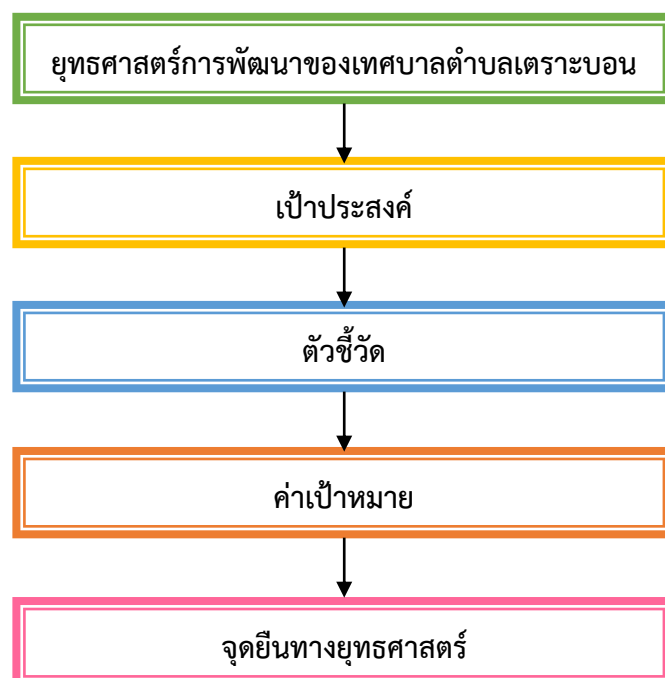 ยุทธศาสตร์การพัฒนาของเทศบาลตำบลเตราะบอน
เป้าประสงค์
ตัวชี้วัด
ค่าเป้าหมาย
จุดยืนทางยุทธศาสตร์